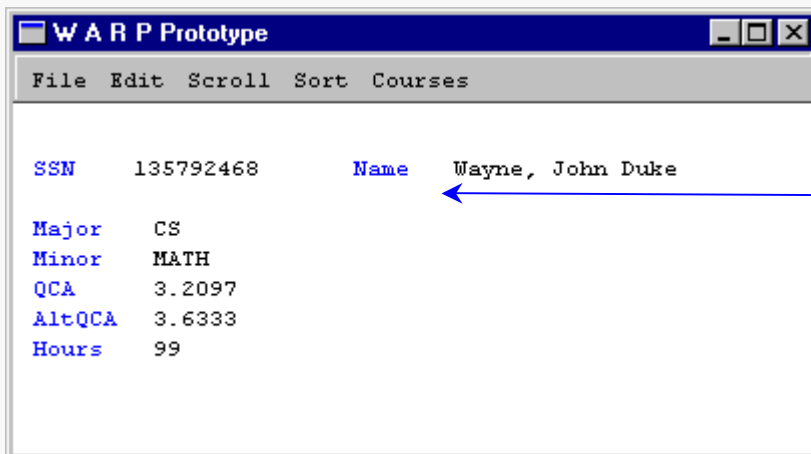 W A R P Prototype
File Edit Scroll Sort Courses
SSN 135792468 Name Wayne, John Duke
Major CS
Minor MATH
QCA 3.2097
AltQCA 3.6333
Hours 99